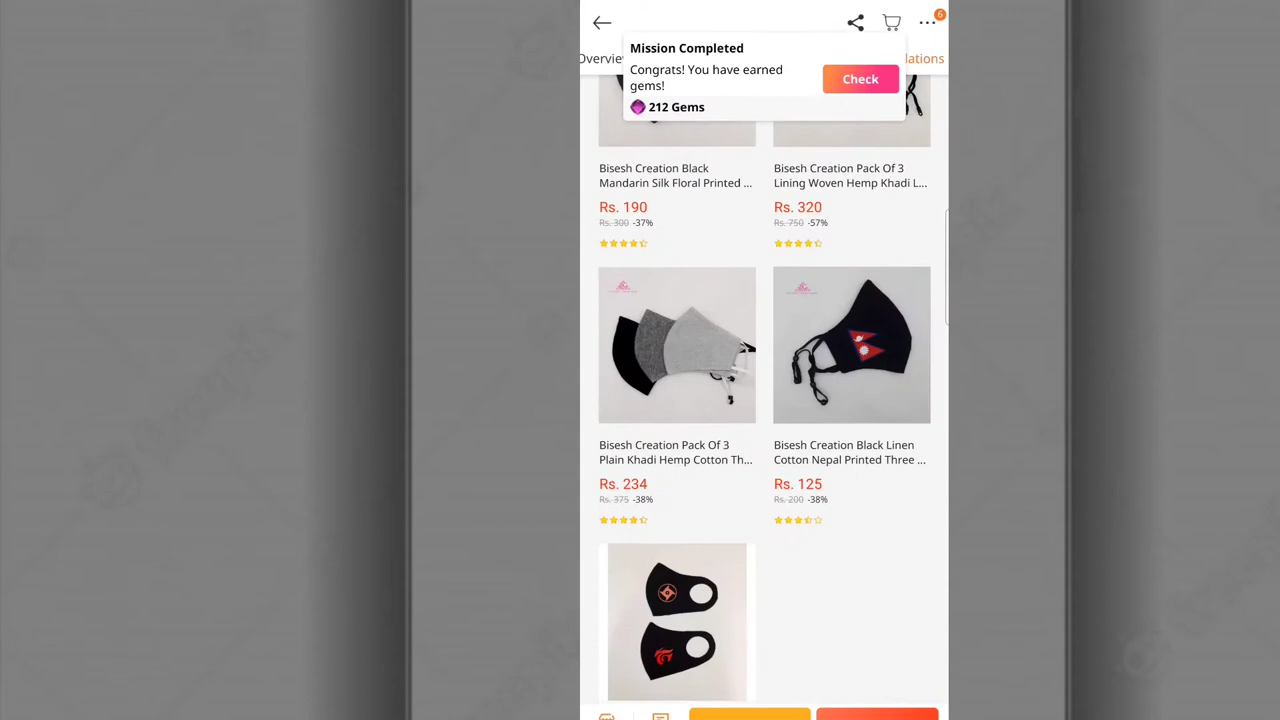 6
Overvie
lations
Mission Completed
Congrats! You have earned
gems!
Check
212 Gems
Bisesh Creation Black
Mandarin Silk Floral Printed ...
Rs. 190
Rs. 300 -37%
Bisesh Creation Pack Of 3
Lining Woven Hemp Khadi L...
Rs. 320
Rs. 750 -57%
Bisesh Creation Pack Of 3
Plain Khadi Hemp Cotton Th...
Rs. 234
Rs. 375 -38%
Bisesh Creation Black Linen
Cotton Nepal Printed Three ...
Rs. 125
Rs. 200 -38%